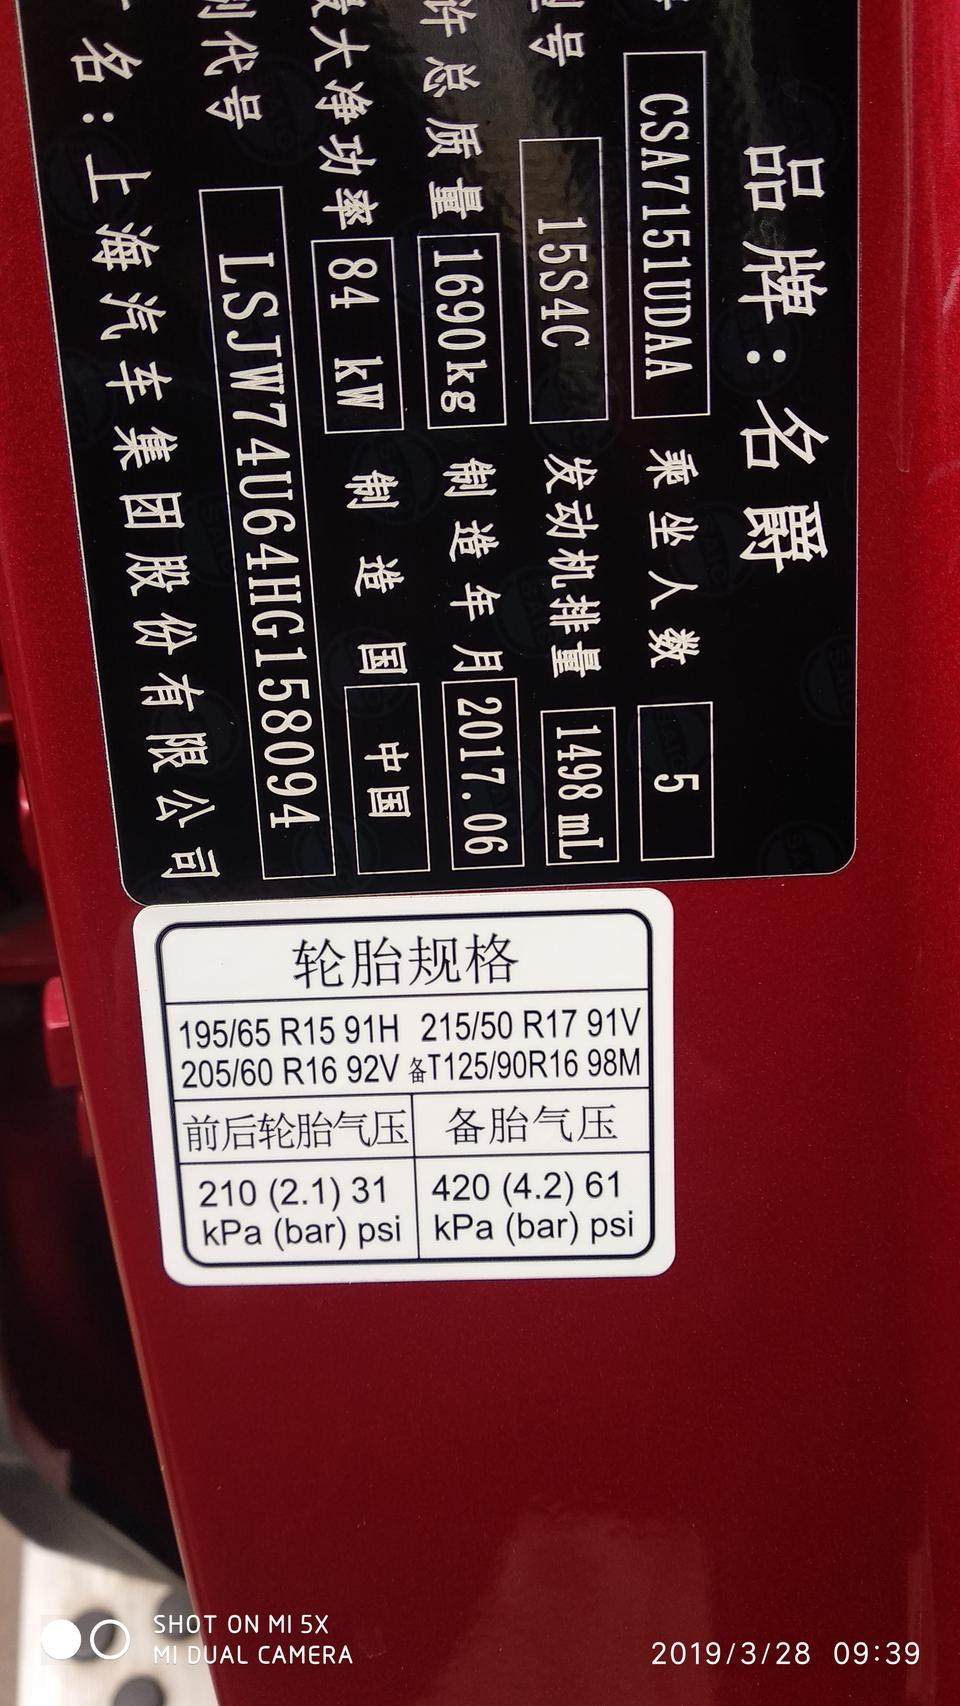 品牌：名爵
CSA7151UDAA 乘坐人数 5
号 15S4C 发动机排量 1498 mL
许总质量 1690kg 制造年月 2017.06
最大净功率 84 kW 制造国 中国
代号 LSJW74U64HG158094
名：上海汽车集团股份有限公司
轮胎规格
195/65 R15 91H 215/50 R17 91V
205/60 R16 92V 备T125/90R16 98M
前后轮胎气压 备胎气压
210 (2.1) 31 420 (4.2) 61
kPa (bar) psi kPa (bar) psi
SHOT ON MI 5X
MI DUAL CAMERA
2019/3/28 09:39